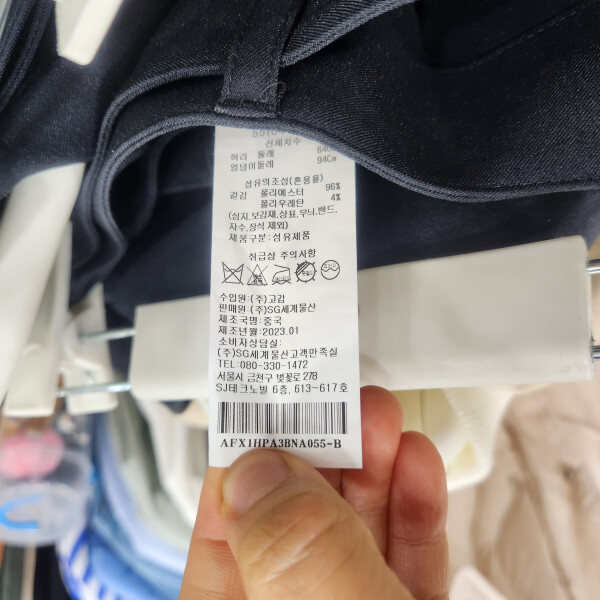 신체치수
허리 둘레 64Cm
엉덩이둘레 94Cm
섬유의조성(혼용율)
겉감 폴리에스터 96%
폴리우레탄 4%
(심지,보강재,상표,무늬,밴드,
자수,장식 제외)
제품구분:섬유제품
취급상 주의사항
수입원:(주)고감
판매원:(주)SG세계물산
제조국명:중국
제조년월:2023.01
소비자상담실:
(주)SG세계물산고객만족실
TEL:080-330-1472
서울시 금천구 벚꽃로 278
SJ테크노빌 6층, 613~617호
AFX1HPA3BNA055-B